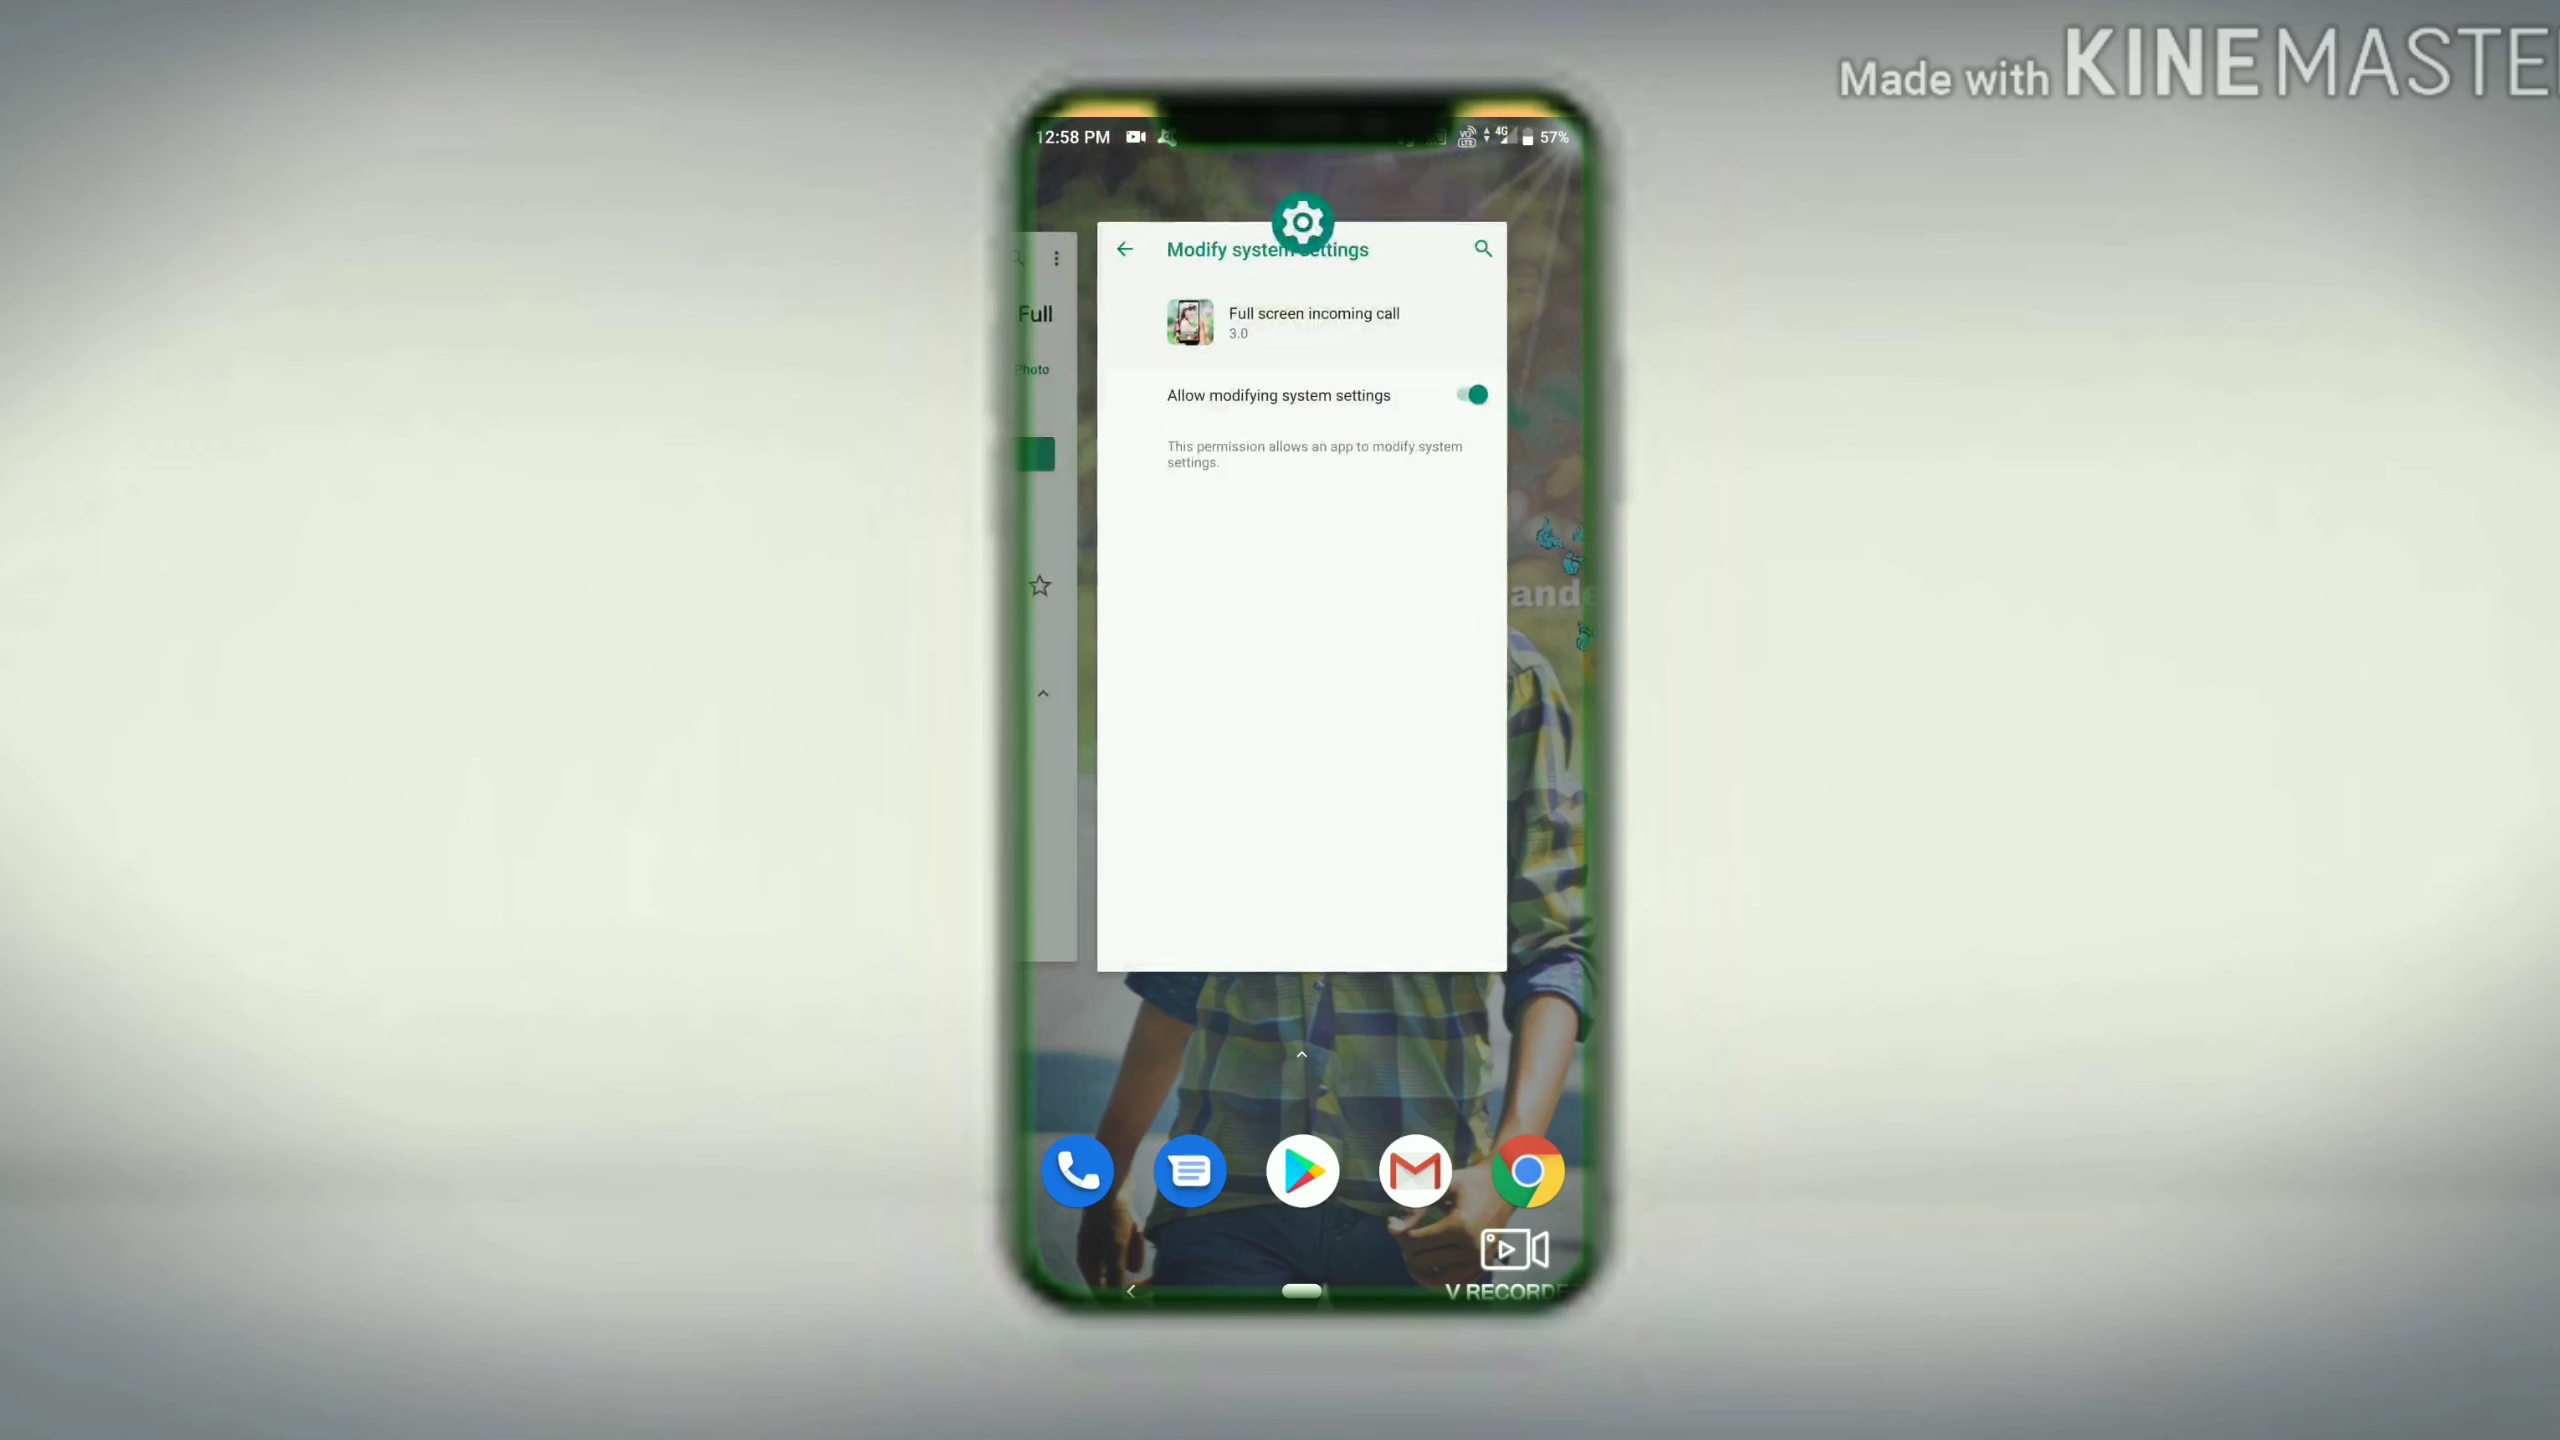 Made with KINEMASTE
12:58 PM
4G
57%
Modify system settings
Full
Full screen incoming call
3.0
Photo
Allow modifying system settings
This permission allows an app to modify system
settings.
ande
V RECORDE